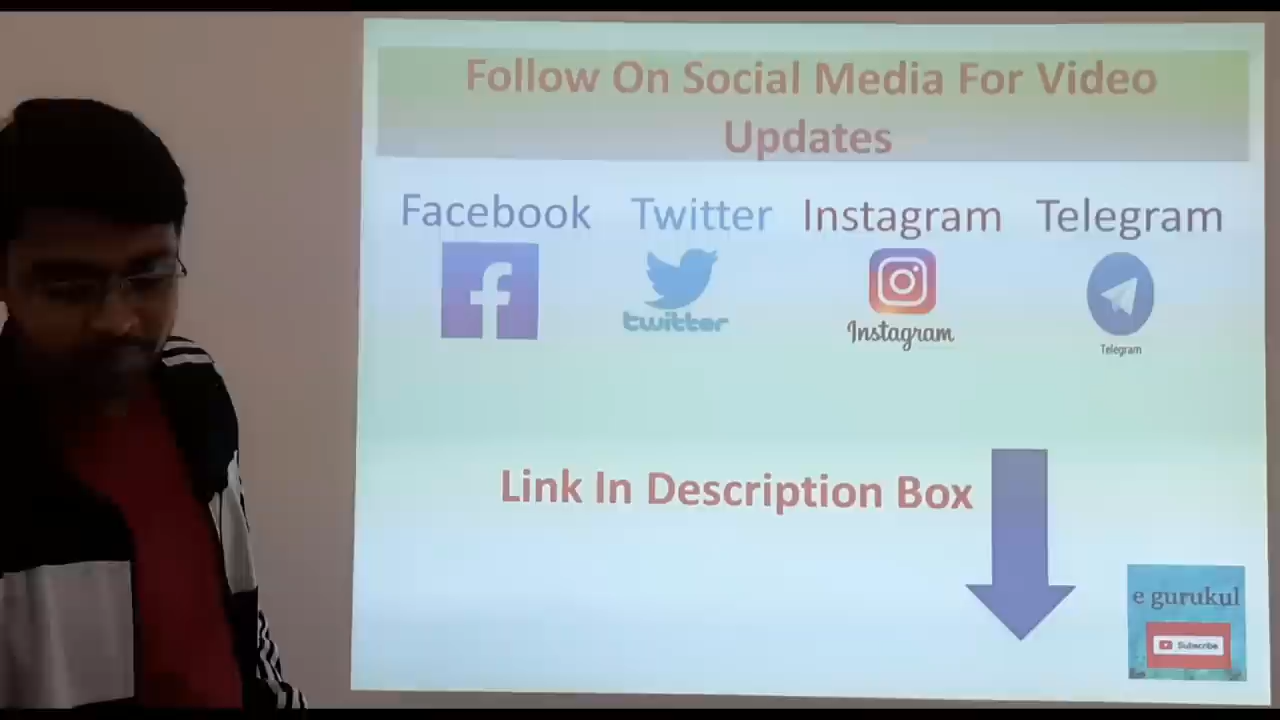 Follow On Social Media For Video
Updates
Facebook Twitter Instagram Telegram
f
twitter
Instagram
Telegram
Link In Description Box
e gurukul
Subscribe